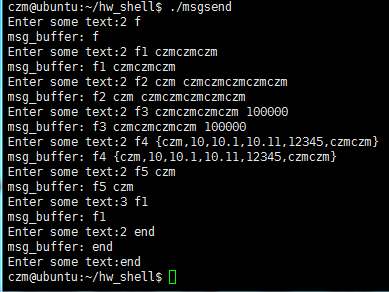 czm@ubuntu:~/hw_shell$ ./msgsend
Enter some text:2 f
msg_buffer: f
Enter some text:2 f1 czmczmczm
msg_buffer: f1 czmczmczm
Enter some text:2 f2 czm czmczmczmczmczm
msg_buffer: f2 czm czmczmczmczmczm
Enter some text:2 f3 czmczmczmczm 100000
msg_buffer: f3 czmczmczmczm 100000
Enter some text:2 f4 {czm,10,10.1,10.11,12345,czmczm}
msg_buffer: f4 {czm,10,10.1,10.11,12345,czmczm}
Enter some text:2 f5 czm
msg_buffer: f5 czm
Enter some text:3 f1
msg_buffer: f1
Enter some text:2 end
msg_buffer: end
Enter some text:end
czm@ubuntu:~/hw_shell$